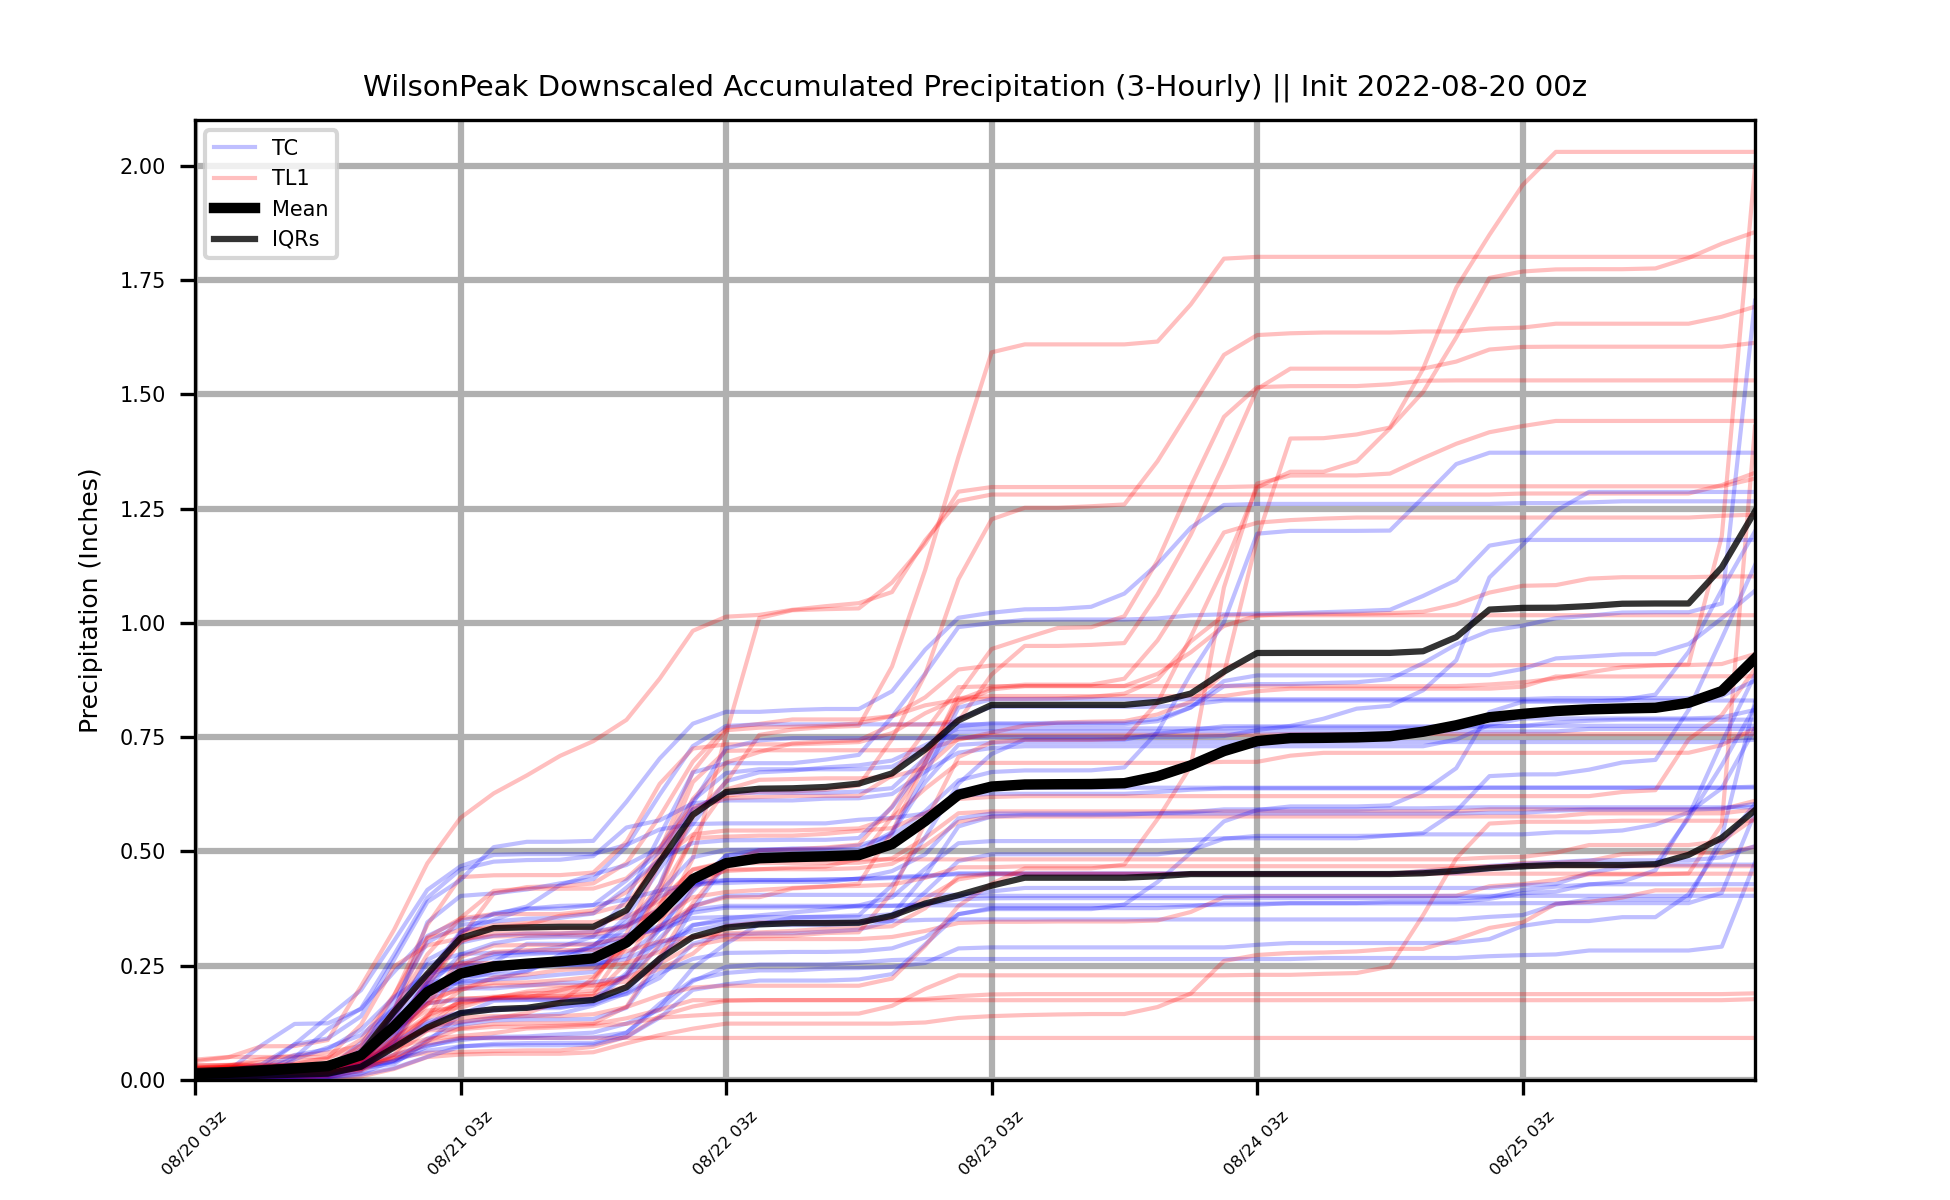 WilsonPeak Downscaled Accumulated Precipitation (3-Hourly) || Init 2022-08-20 00z
TC
TL1
Mean
IQRs
Precipitation (Inches)
2.00
1.75
1.50
1.25
1.00
0.75
0.50
0.25
0.00
08/20 03z
08/21 03z
08/22 03z
08/23 03z
08/24 03z
08/25 03z